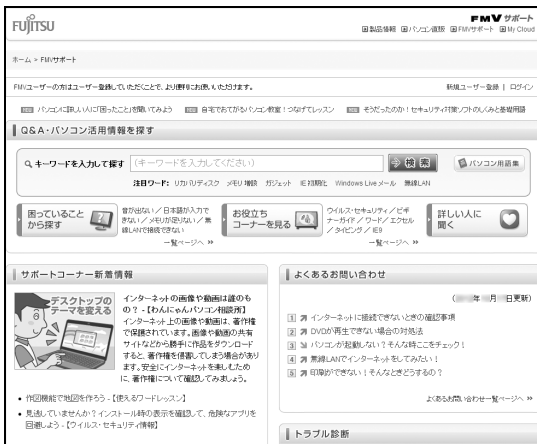 FUJITSU
FMV サポート
製品情報 パソコン直販 FMVサポート My Cloud
ホーム > FMVサポート
FMVユーザーの方はユーザー登録していただくことで、より便利にお使いいただけます。
新規ユーザー登録 | ログイン
パソコンに詳しい人に「困ったこと」を聞いてみよう
自宅でおてがるパソコン教室!つなげてレッスン
そうだったのか!セキュリティ対策ソフトのしくみと基礎用語
Q&A・パソコン活用情報を探す
キーワードを入力して探す
(キーワードを入力してください)
検索
パソコン用語集
注目ワード: リカバリディスク メモリ増設 ガジェット IE初期化 Windows Liveメール 無線LAN
困っていること
から探す
音が出ない / 日本語が入力で
きない / メモリが足りない / 無
線LANで接続できない
一覧ページへ »
お役立ち
コーナーを見る
ウイルス・セキュリティ / ビギ
ナーガイド / ワード / エクセル
/ タイピング / IE9
一覧ページへ »
詳しい人に
聞く
サポートコーナー新着情報
デスクトップの
テーマを変える
インターネットの画像や動画は誰のも
の? -【わんにゃんパソコン相談所】
インターネット上の画像や動画は、著作権
で保護されています。画像や動画の共有
サイトなどから勝手に作品をダウンロード
すると、著作権を侵害してしまう場合があり
ます。安全にインターネットを楽しむため
に、著作権について確認してみましょう。
• 作図機能で地図を作ろう -【使えるワードレッスン】
• 見逃していませんか?インストール時の表示を確認して、危険なアプリを
回避しよう -【ウイルス・セキュリティ情報】
よくあるお問い合わせ
( 年 月 日更新)
1 インターネットに接続できないときの確認事項
2 DVDが再生できない場合の対処法
3 パソコンが起動しない?そんな時ここをチェック!
4 無線LANでインターネットをしてみたい!
5 印刷ができない!そんなときどうするの?
よくあるお問い合わせ一覧ページへ »
トラブル診断